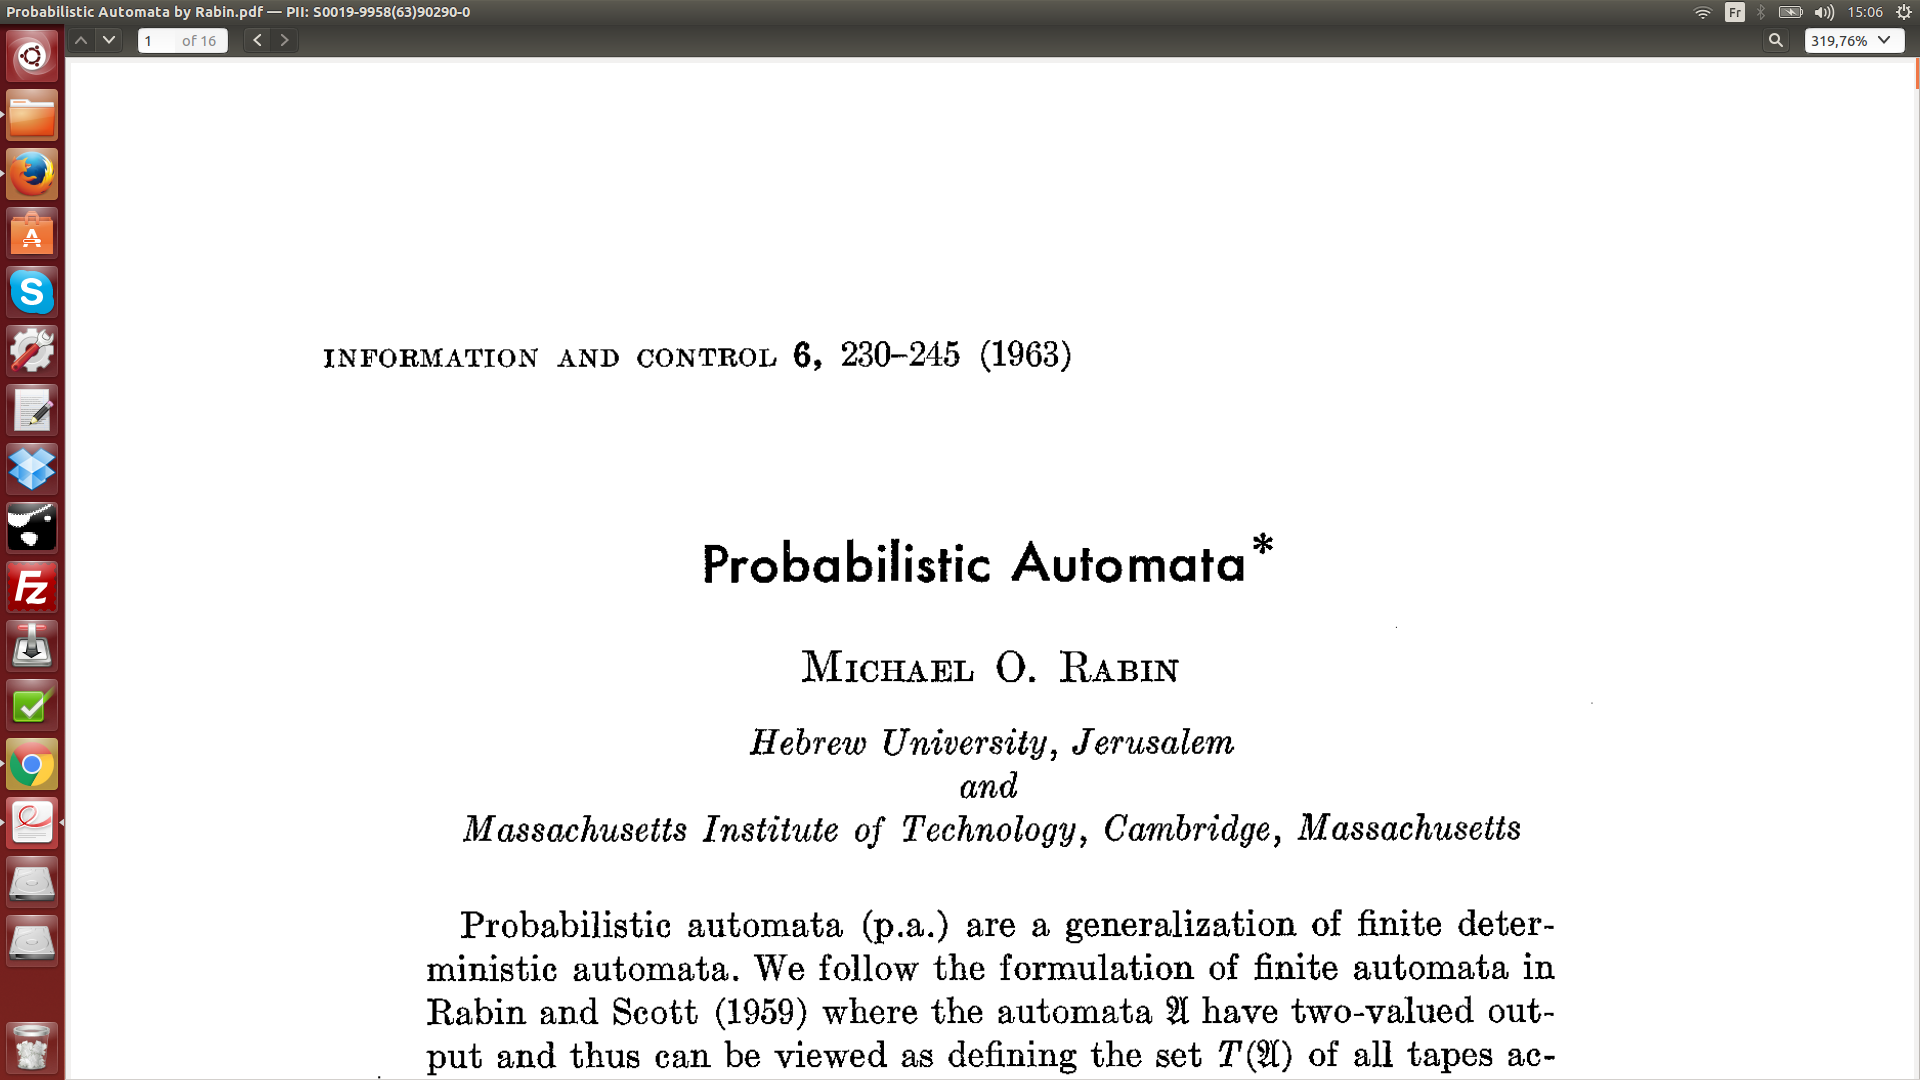 Probabilistic Automata by Rabin.pdf — PII: S0019-9958(63)90290-0
Fr
15:06
1 of 16
319,76%
INFORMATION AND CONTROL 6, 230–245 (1963)
Probabilistic Automata*
MICHAEL O. RABIN
Hebrew University, Jerusalem
and
Massachusetts Institute of Technology, Cambridge, Massachusetts
Probabilistic automata (p.a.) are a generalization of finite deter-
ministic automata. We follow the formulation of finite automata in
Rabin and Scott (1959) where the automata 𝔄 have two-valued out-
put and thus can be viewed as defining the set T(𝔄) of all tapes ac-